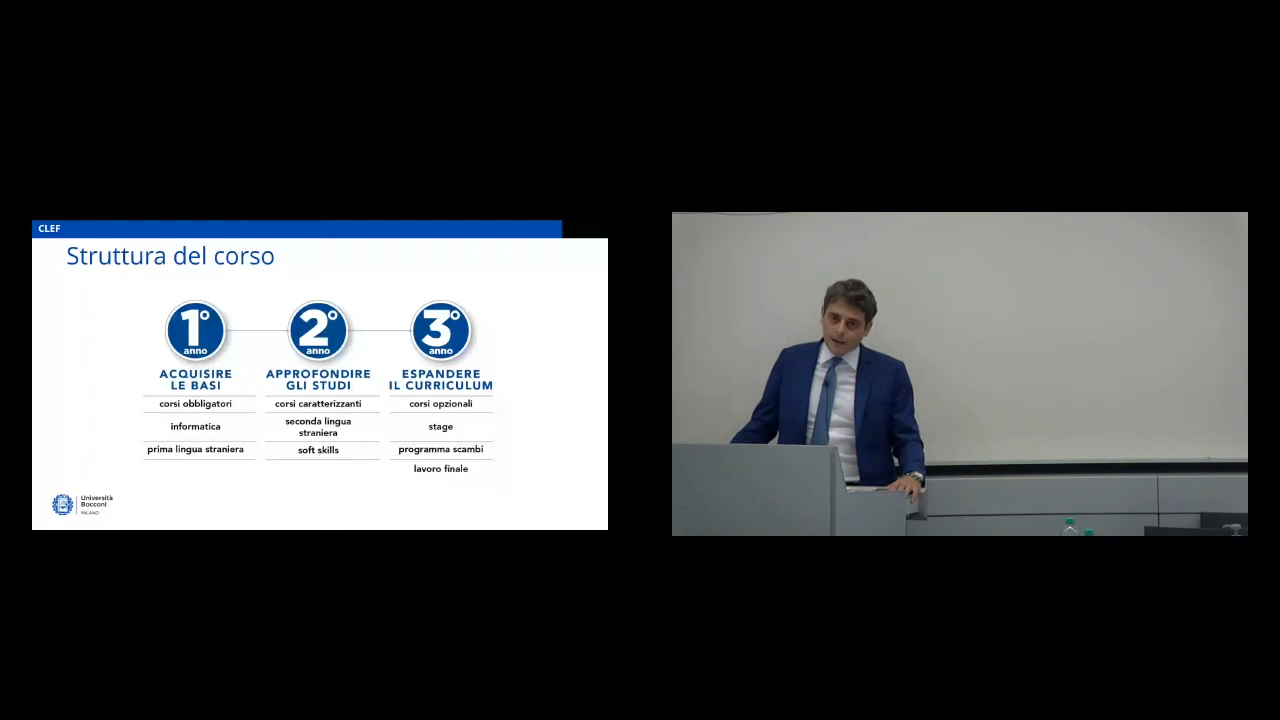 CLEF
Struttura del corso
1° anno
2° anno
3° anno
ACQUISIRE
LE BASI
corsi obbligatori
informatica
prima lingua straniera
APPROFONDIRE
GLI STUDI
corsi caratterizzanti
seconda lingua
straniera
soft skills
ESPANDERE
IL CURRICULUM
corsi opzionali
stage
programma scambi
lavoro finale
Università
Bocconi
MILANO